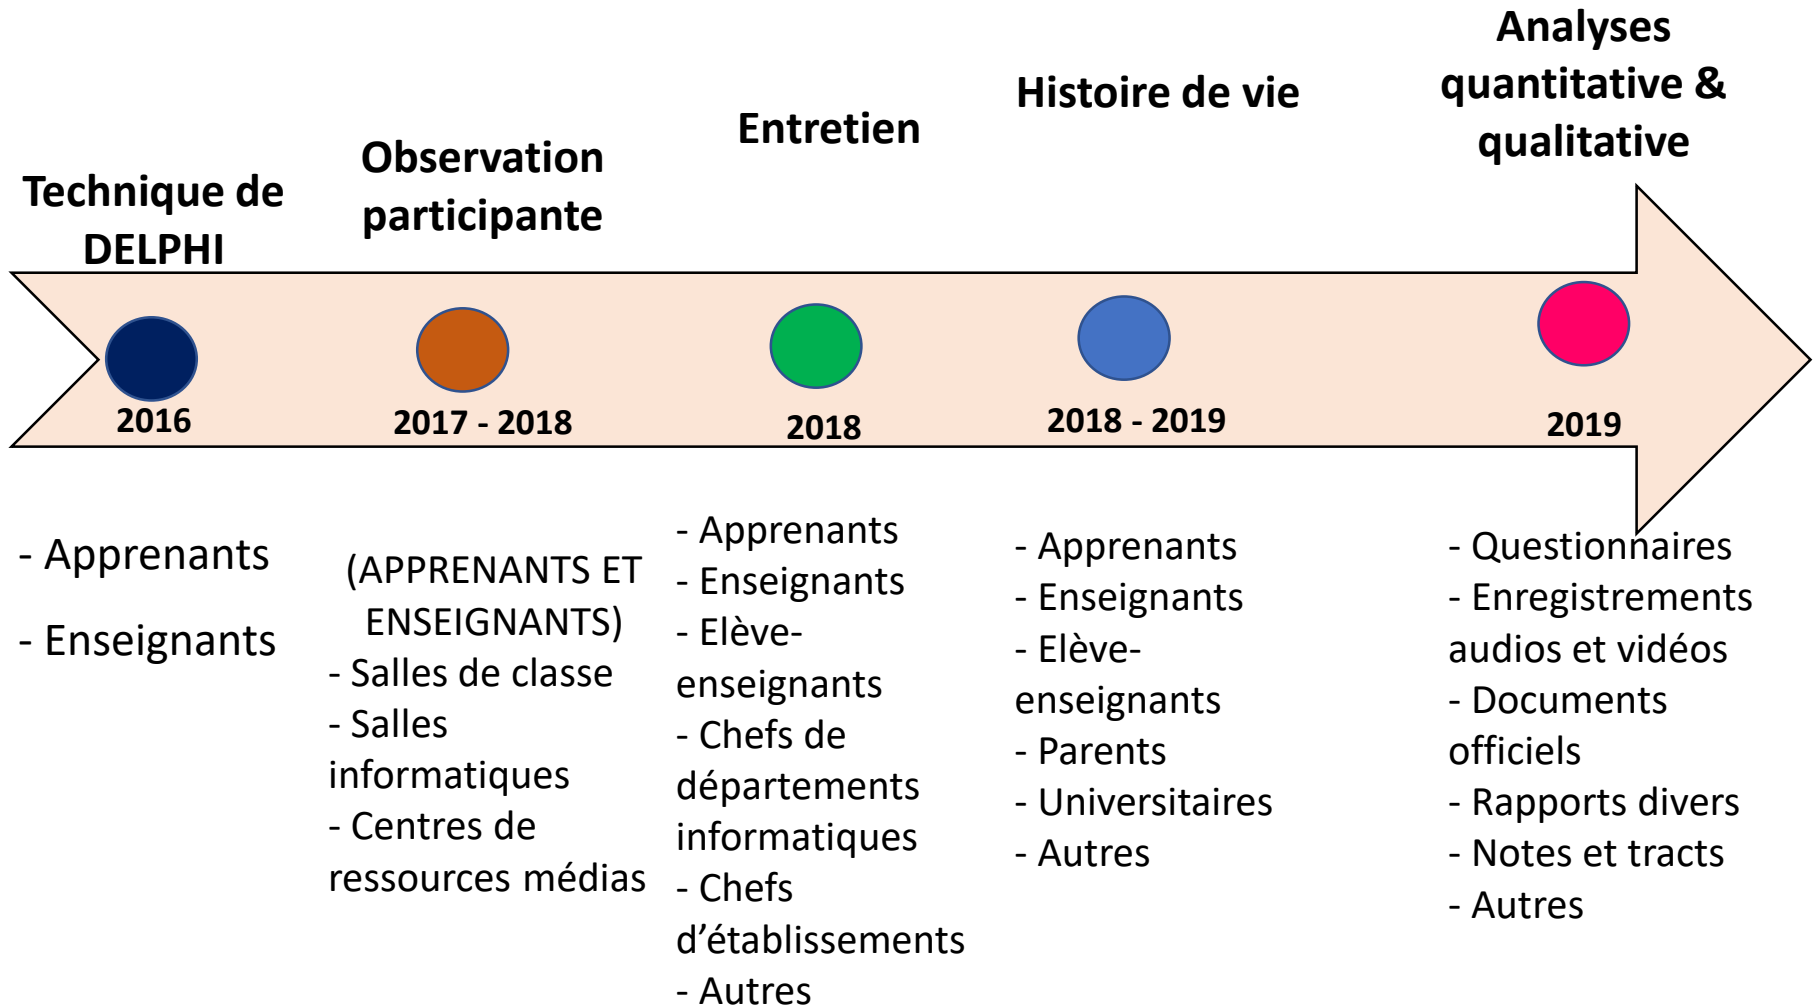 Technique de
DELPHI
2016
- Apprenants
- Enseignants
Observation
participante
2017 - 2018
(APPRENANTS ET
ENSEIGNANTS)
- Salles de classe
- Salles
informatiques
- Centres de
ressources médias
Entretien
2018
- Apprenants
- Enseignants
- Elève-
enseignants
- Chefs de
départements
informatiques
- Chefs
d’établissements
- Autres
Histoire de vie
2018 - 2019
- Apprenants
- Enseignants
- Elève-
enseignants
- Parents
- Universitaires
- Autres
Analyses
quantitative &
qualitative
2019
- Questionnaires
- Enregistrements
audios et vidéos
- Documents
officiels
- Rapports divers
- Notes et tracts
- Autres